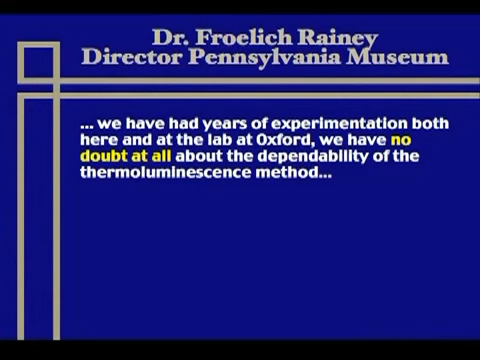 Dr. Froelich Rainey
Director Pennsylvania Museum
... we have had years of experimentation both
here and at the lab at Oxford, we have no
doubt at all about the dependability of the
thermoluminescence method...